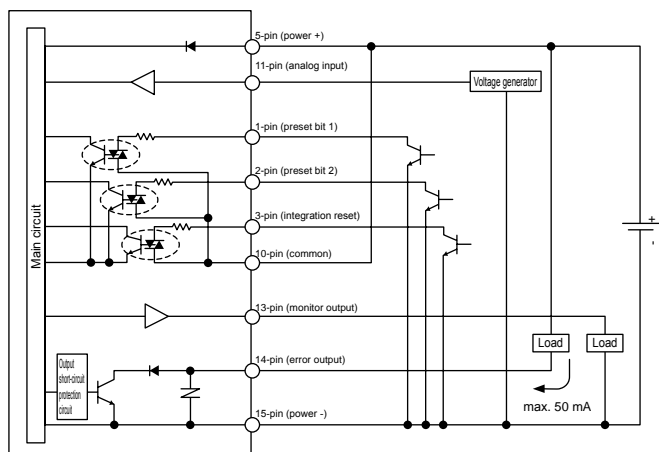 5-pin (power +)
11-pin (analog input)
Voltage generator
1-pin (preset bit 1)
2-pin (preset bit 2)
3-pin (integration reset)
10-pin (common)
Main circuit
+
-
13-pin (monitor output)
Load
Load
14-pin (error output)
Output
short-circuit
protection
circuit
max. 50 mA
15-pin (power -)